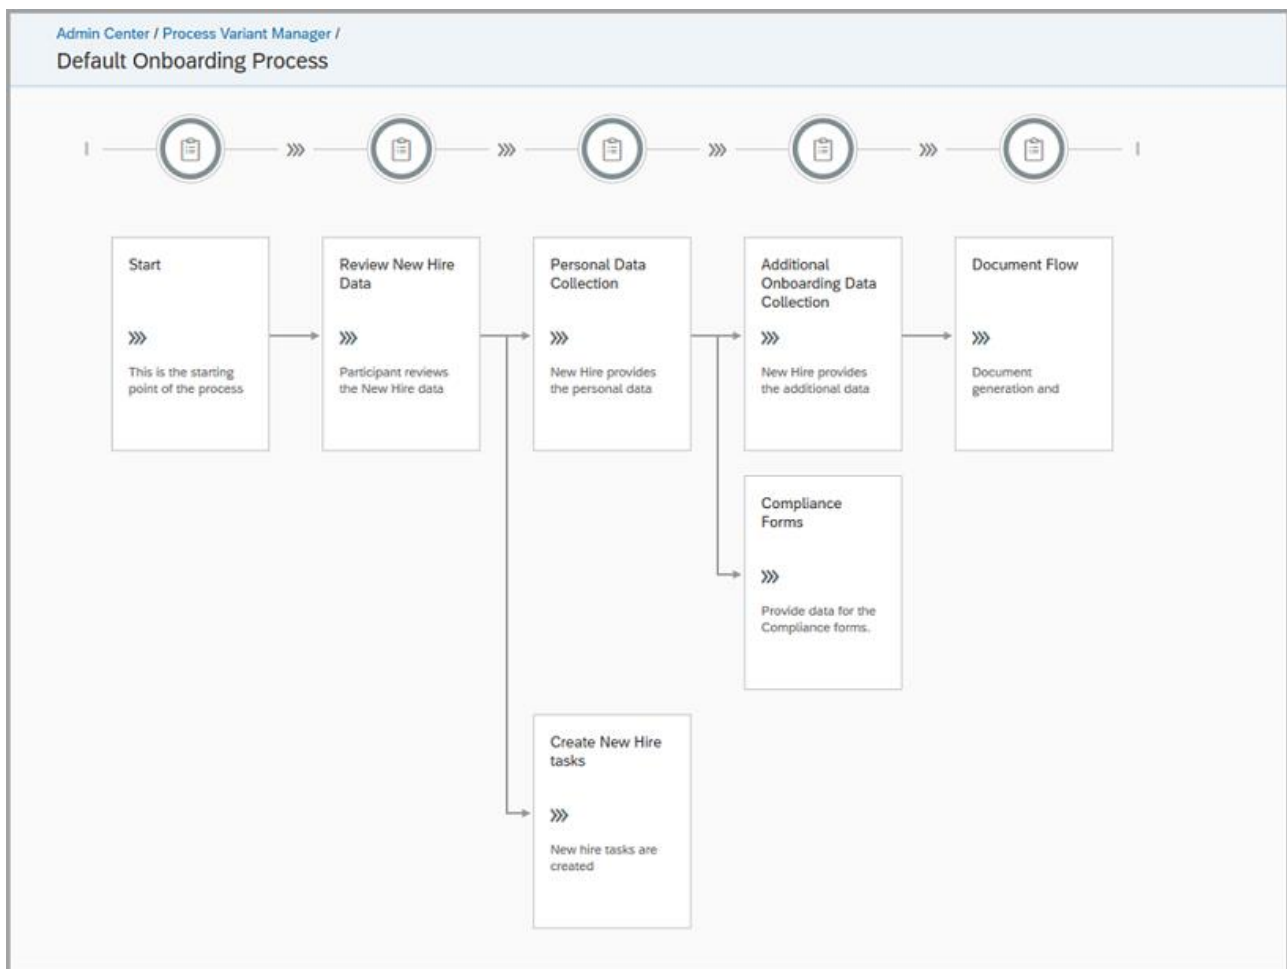 Admin Center / Process Variant Manager /
Default Onboarding Process
Start
This is the starting
point of the process
Review New Hire
Data
Participant reviews
the New Hire data
Personal Data
Collection
New Hire provides
the personal data
Additional
Onboarding Data
Collection
New Hire provides
the additional data
Document Flow
Document
generation and
Compliance
Forms
Provide data for the
Compliance forms.
Create New Hire
tasks
New hire tasks are
created